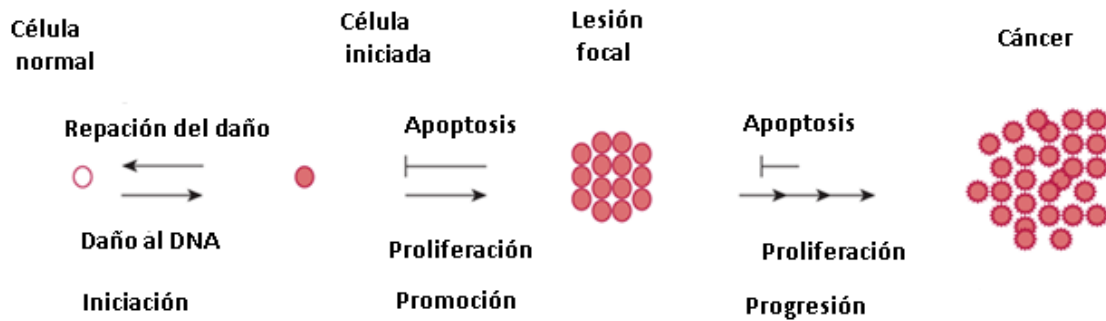 Célula
normal
Célula
iniciada
Lesión
focal
Cáncer
Repación del daño
Apoptosis
Apoptosis
Daño al DNA
Proliferación
Proliferación
Iniciación
Promoción
Progresión